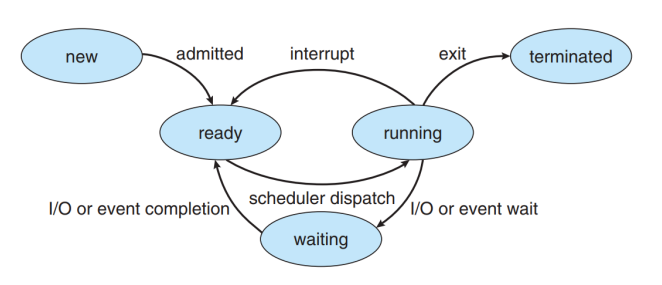 admitted
interrupt
exit
new
terminated
ready
running
scheduler dispatch
I/O or event completion
I/O or event wait
waiting